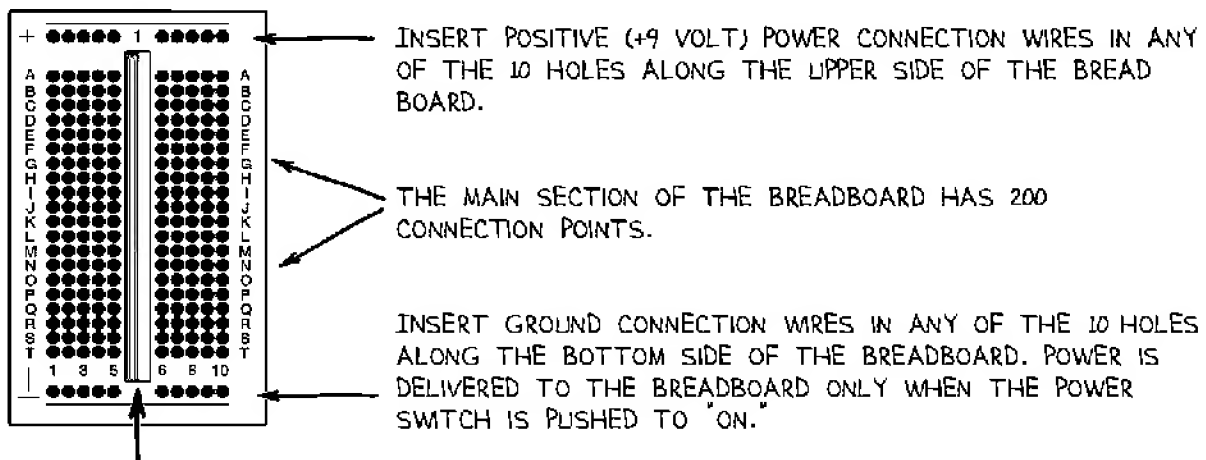 + 1
INSERT POSITIVE (+9 VOLT) POWER CONNECTION WIRES IN ANY
OF THE 10 HOLES ALONG THE UPPER SIDE OF THE BREAD
BOARD.
A A
B B
C C
D D
E E
F F
G G
H H
I I
J J
K K
L L
M M
N N
O O
P P
Q Q
R R
S S
T T
THE MAIN SECTION OF THE BREADBOARD HAS 200
CONNECTION POINTS.
1 3 5 6 8 10
INSERT GROUND CONNECTION WIRES IN ANY OF THE 10 HOLES
ALONG THE BOTTOM SIDE OF THE BREADBOARD. POWER IS
DELIVERED TO THE BREADBOARD ONLY WHEN THE POWER
SWITCH IS PUSHED TO "ON."